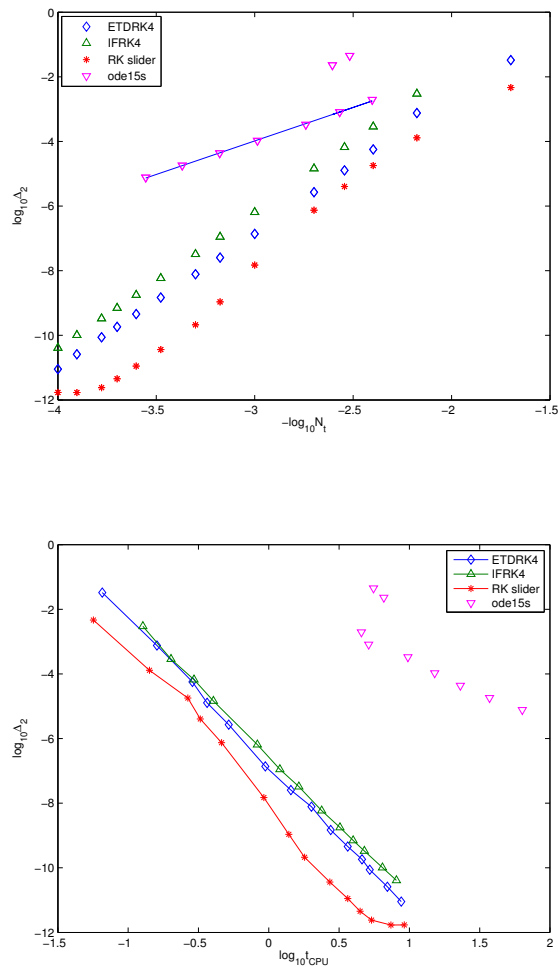 ETDRK4
IFRK4
RK slider
ode15s
0
−2
−4
−6
−8
−10
−12
log₁₀Δ₂
−4 −3.5 −3 −2.5 −2 −1.5
−log₁₀Nₜ
ETDRK4
IFRK4
RK slider
ode15s
0
−2
−4
−6
−8
−10
−12
log₁₀Δ₂
−1.5 −1 −0.5 0 0.5 1 1.5 2
log₁₀t_CPU